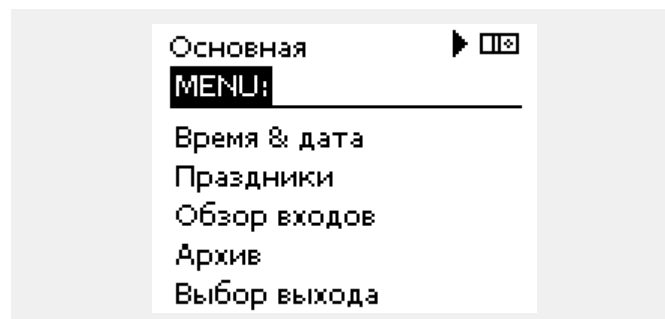 Основная
MENU:
Время & дата
Праздники
Обзор входов
Архив
Выбор выхода